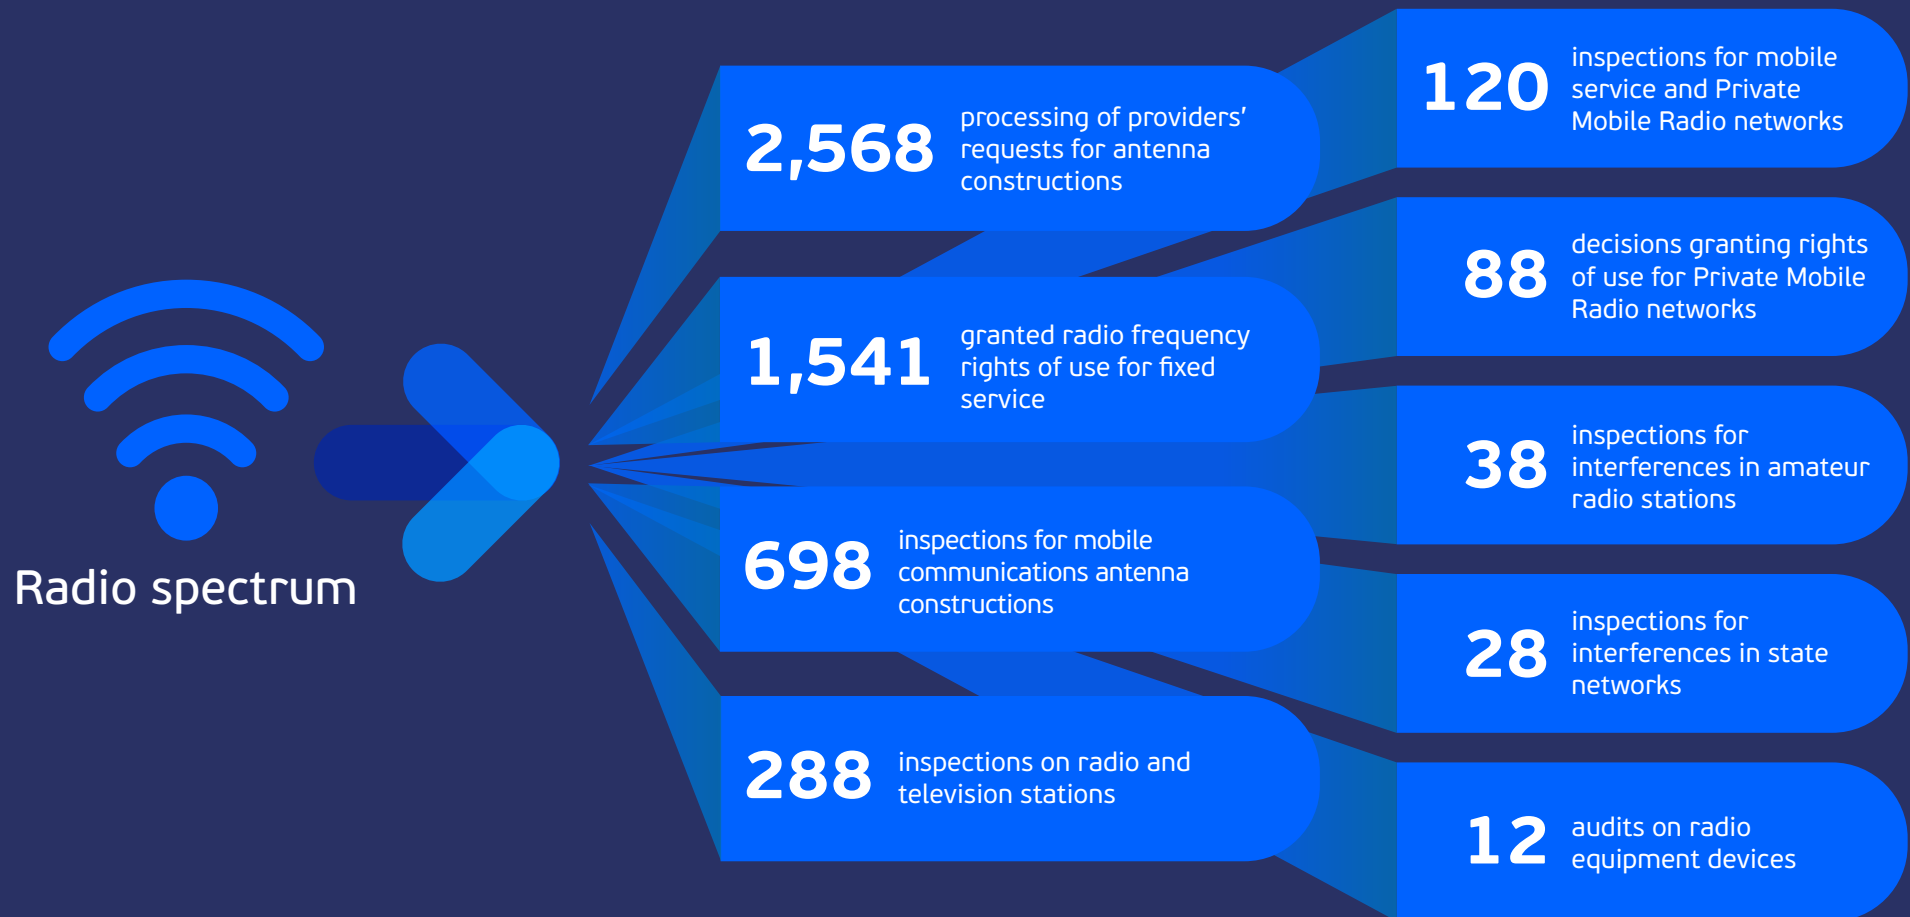 Radio spectrum
2,568
processing of providers'
requests for antenna
constructions
1,541
granted radio frequency
rights of use for fixed
service
698
inspections for mobile
communications antenna
constructions
288
inspections on radio and
television stations
120
inspections for mobile
service and Private
Mobile Radio networks
88
decisions granting rights
of use for Private Mobile
Radio networks
38
inspections for
interferences in amateur
radio stations
28
inspections for
interferences in state
networks
12
audits on radio
equipment devices